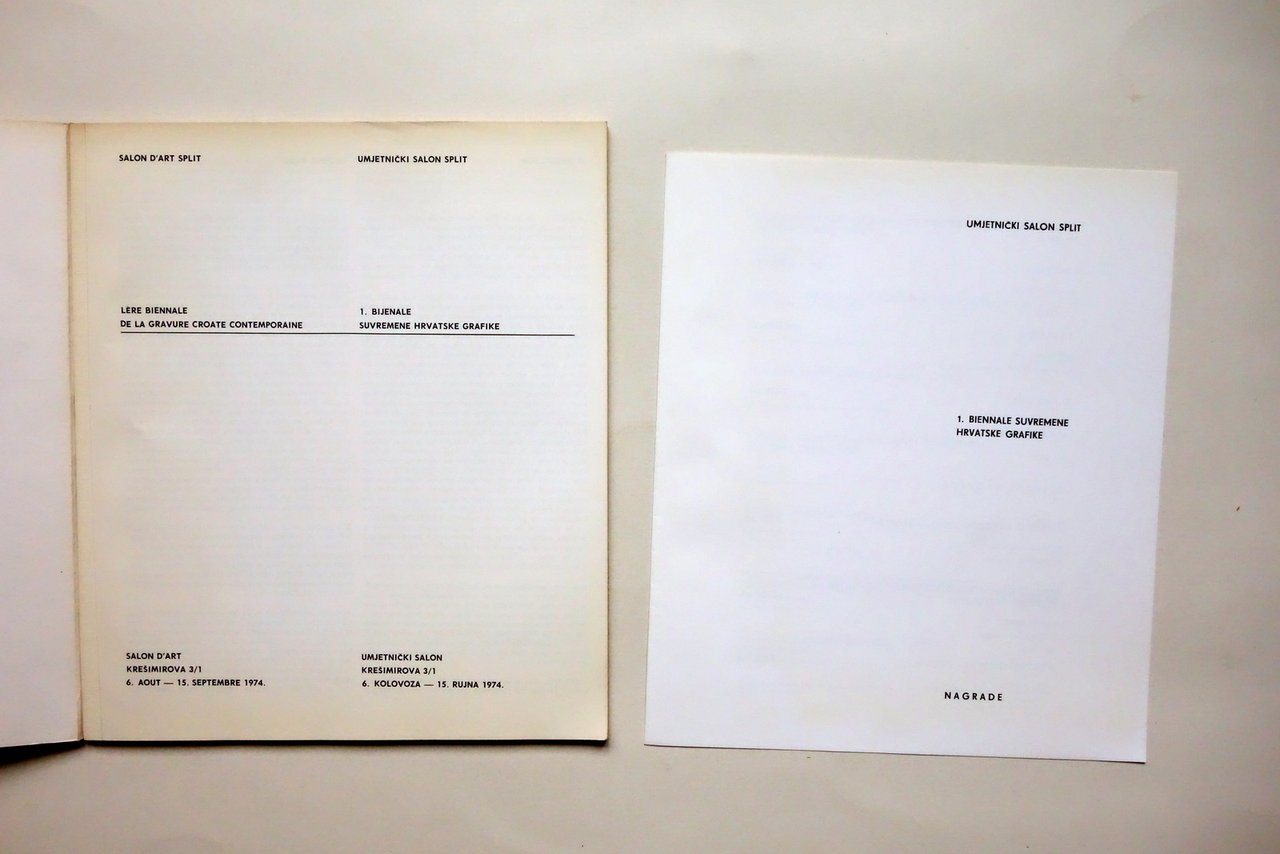 SALON D'ART SPLIT
UMJETNIČKI SALON SPLIT
LÈRE BIENNALE
DE LA GRAVURE CROATE CONTEMPORAINE
1. BIJENALE
SUVREMENE HRVATSKE GRAFIKE
SALON D'ART
KREŠIMIROVA 3/1
6. AOUT — 15. SEPTEMBRE 1974.
UMJETNIČKI SALON
KREŠIMIROVA 3/1
6. KOLOVOZA — 15. RUJNA 1974.
UMJETNIČKI SALON SPLIT
1. BIENNALE SUVREMENE
HRVATSKE GRAFIKE
NAGRADE